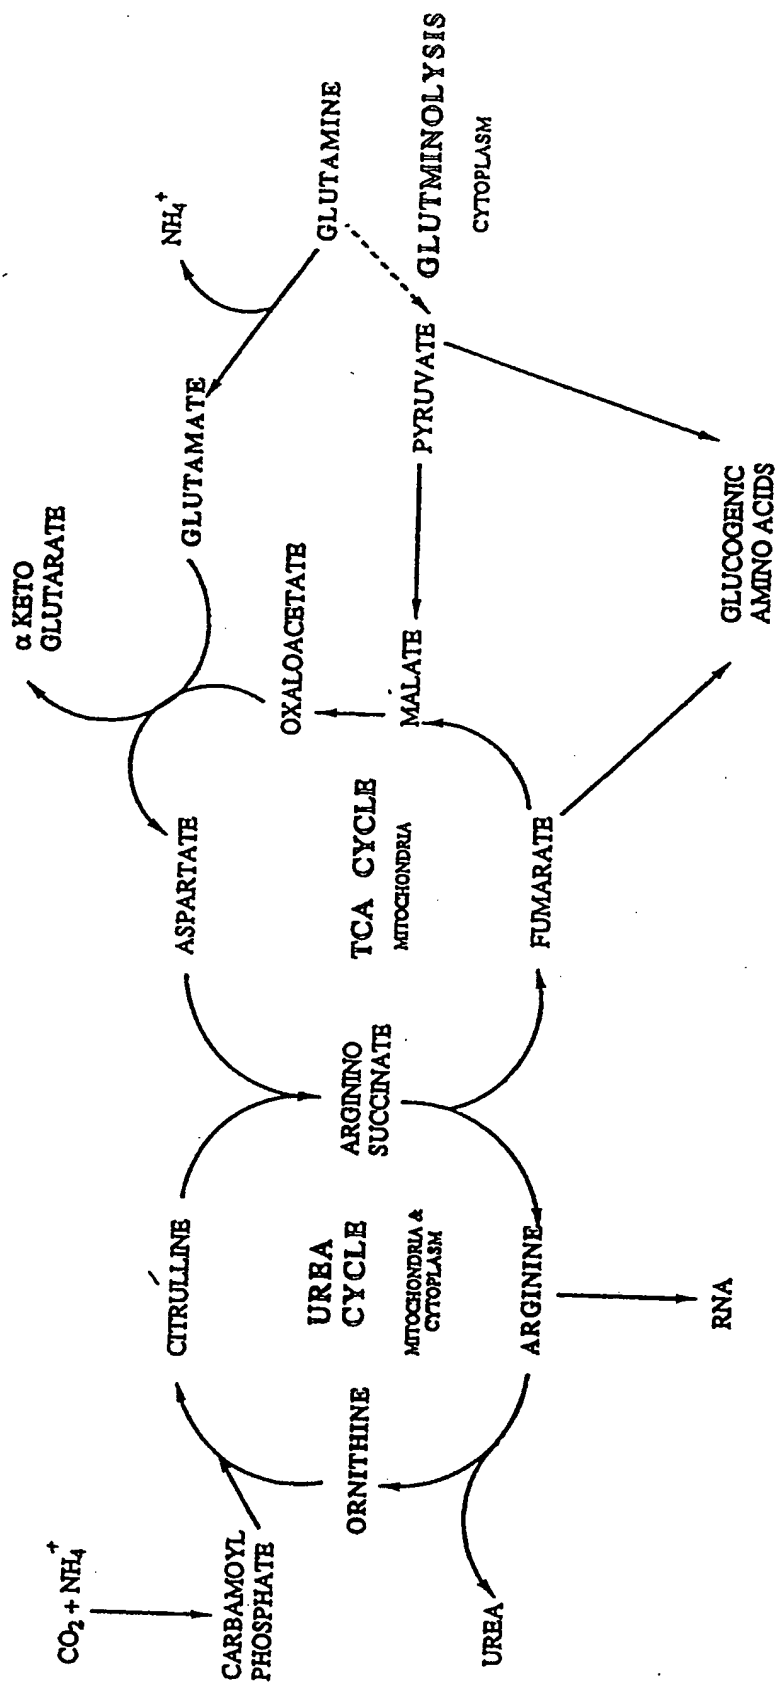 CO₂ + NH₄⁺
CARBAMOYL
PHOSPHATE
CITRULLINE
ASPARTATE
α KETO
GLUTARATE
GLUTAMATE
NH₄⁺
GLUTAMINE
ORNITHINE
UREA
CYCLE
MITOCHONDRIA &
CYTOPLASM
ARGININO
SUCCINATE
TCA CYCLE
MITOCHONDRIA
OXALOACETATE
MALATE
PYRUVATE
GLUTMINOLYSIS
CYTOPLASM
UREA
ARGININE
FUMARATE
RNA
GLUCOGENIC
AMINO ACIDS